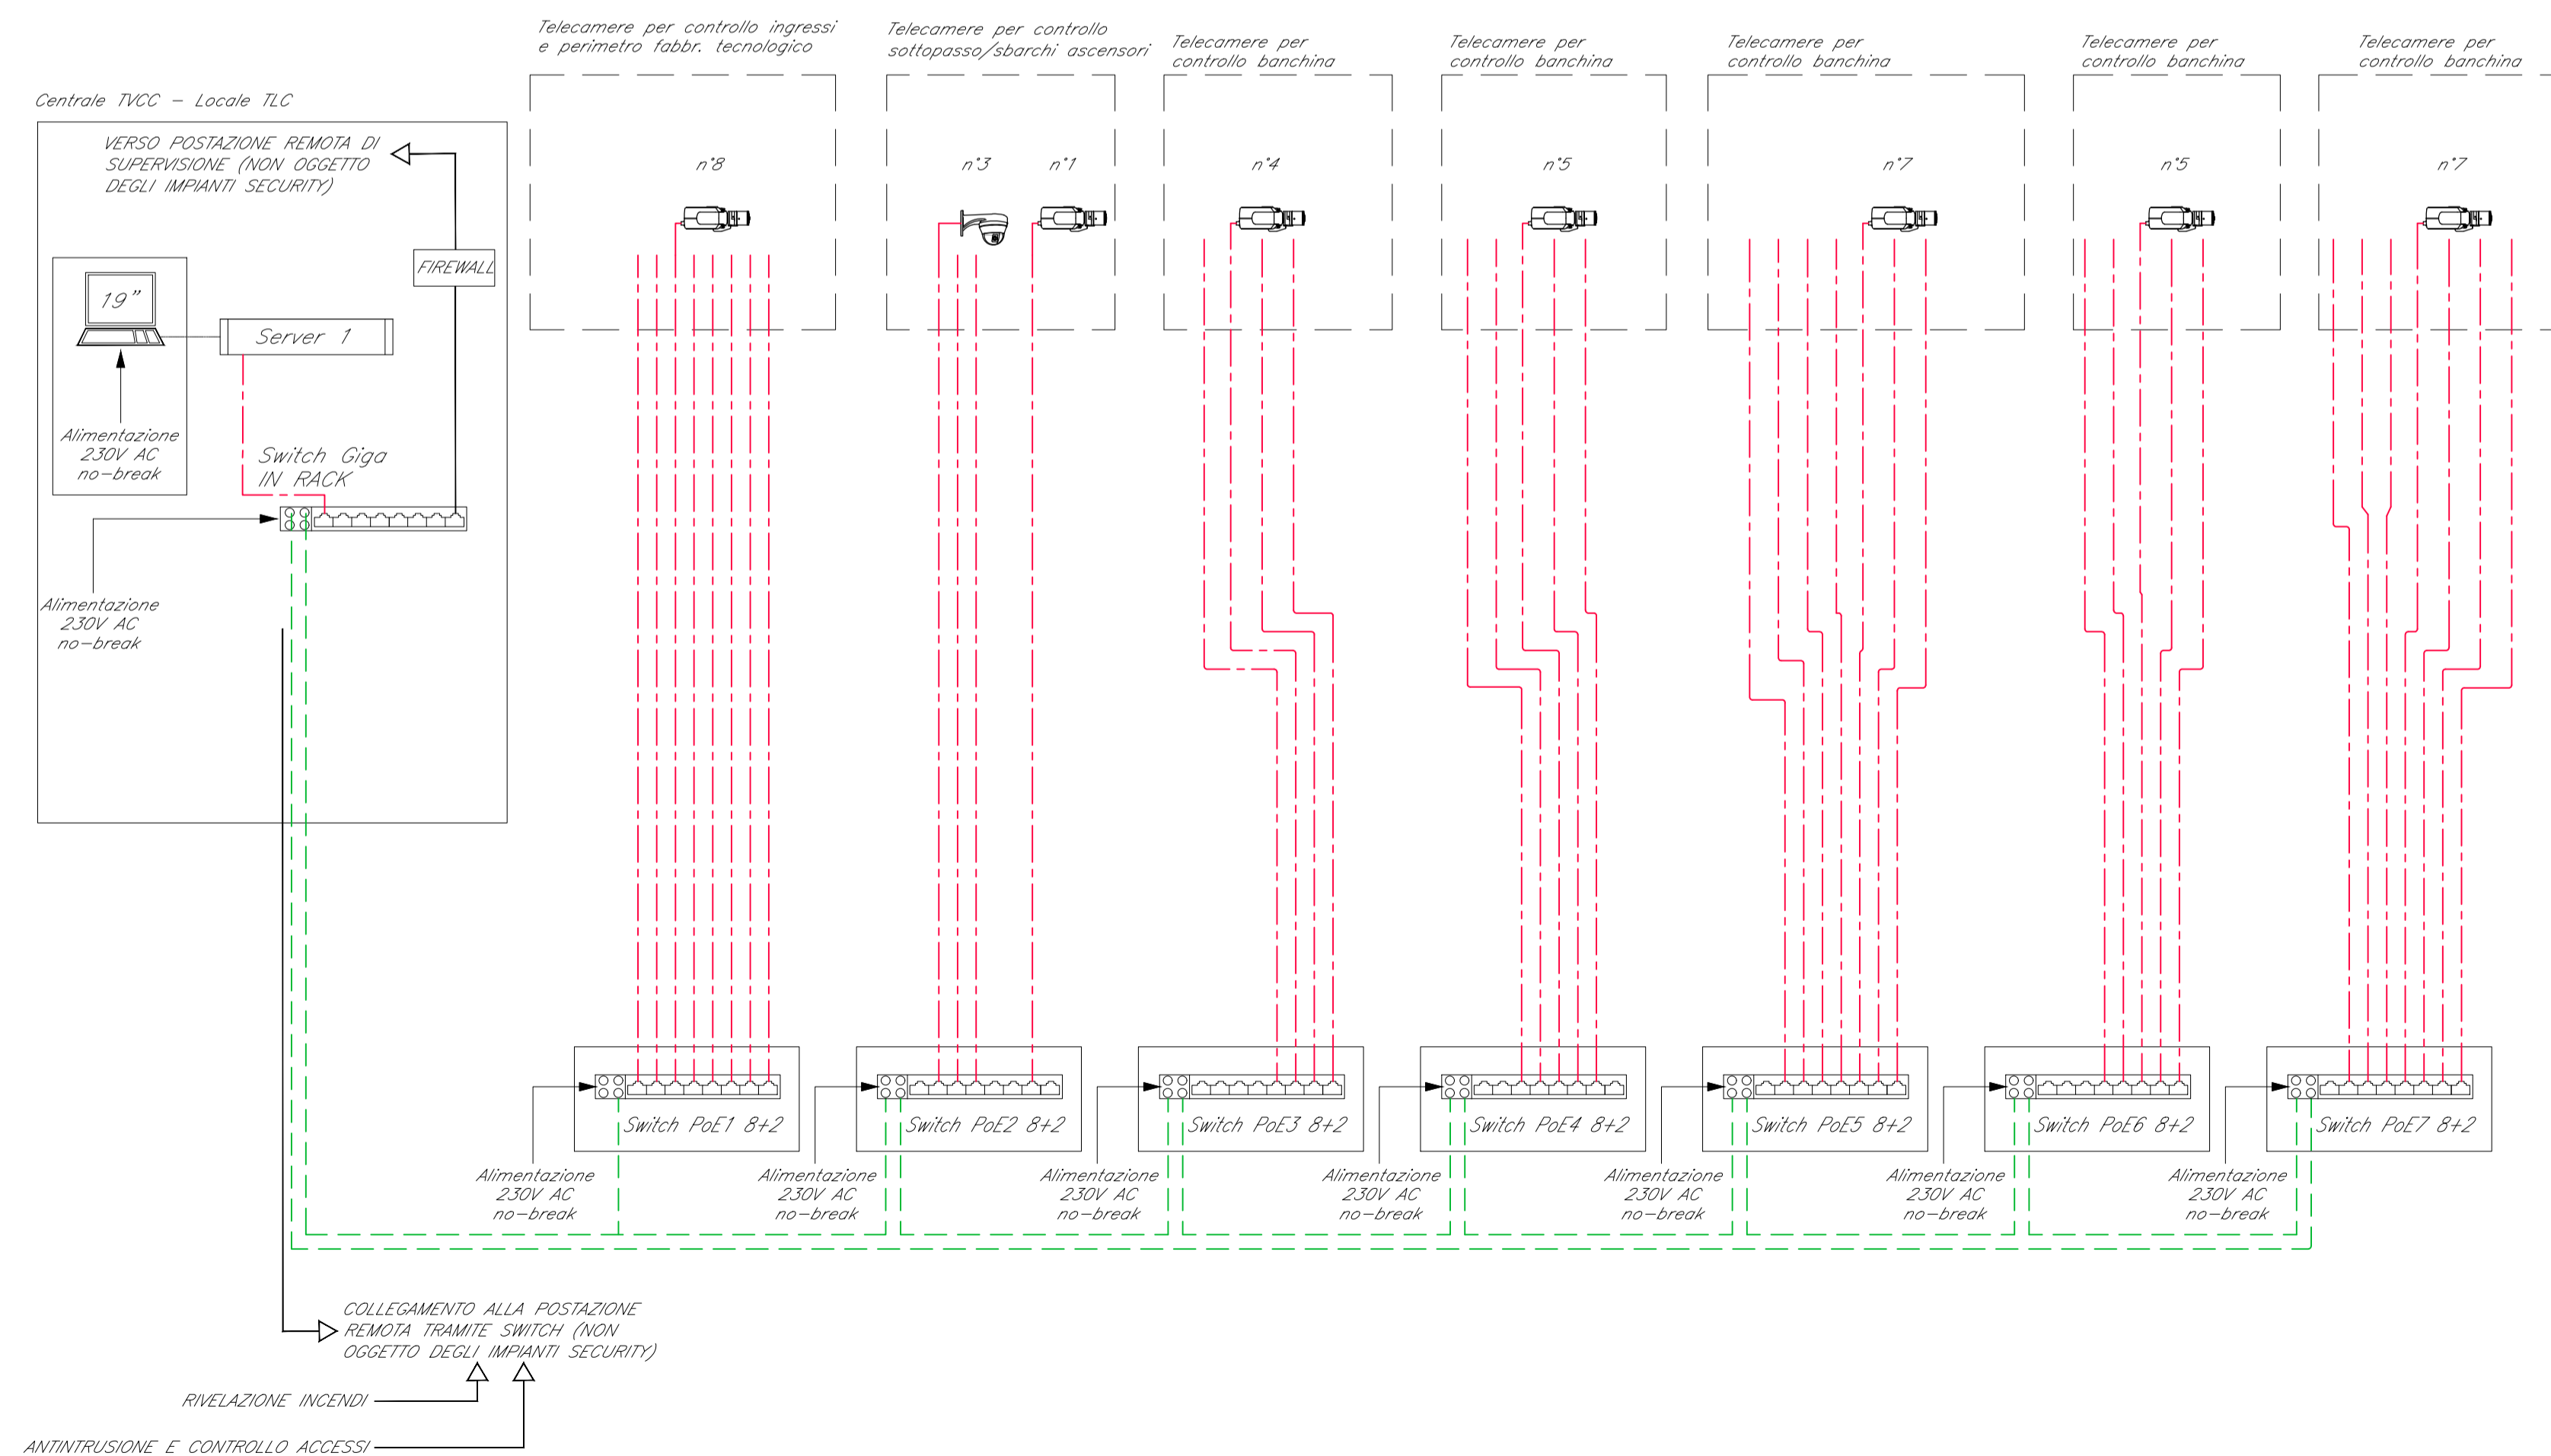 Telecamere per controllo ingressi
e perimetro fabbr. tecnologico
Telecamere per controllo
sottopasso/sbarchi ascensori
Telecamere per
controllo banchina
Telecamere per
controllo banchina
Telecamere per
controllo banchina
Telecamere per
controllo banchina
Telecamere per
controllo banchina
Centrale TVCC – Locale TLC
VERSO POSTAZIONE REMOTA DI
SUPERVISIONE (NON OGGETTO
DEGLI IMPIANTI SECURITY)
n°8
n°3
n°1
n°4
n°5
n°7
n°5
n°7
FIREWALL
19”
Server 1
Alimentazione
230V AC
no-break
Switch Giga
IN RACK
Alimentazione
230V AC
no-break
Switch PoE1 8+2
Switch PoE2 8+2
Switch PoE3 8+2
Switch PoE4 8+2
Switch PoE5 8+2
Switch PoE6 8+2
Switch PoE7 8+2
Alimentazione
230V AC
no-break
Alimentazione
230V AC
no-break
Alimentazione
230V AC
no-break
Alimentazione
230V AC
no-break
Alimentazione
230V AC
no-break
Alimentazione
230V AC
no-break
Alimentazione
230V AC
no-break
COLLEGAMENTO ALLA POSTAZIONE
REMOTA TRAMITE SWITCH (NON
OGGETTO DEGLI IMPIANTI SECURITY)
RIVELAZIONE INCENDI
ANTINTRUSIONE E CONTROLLO ACCESSI